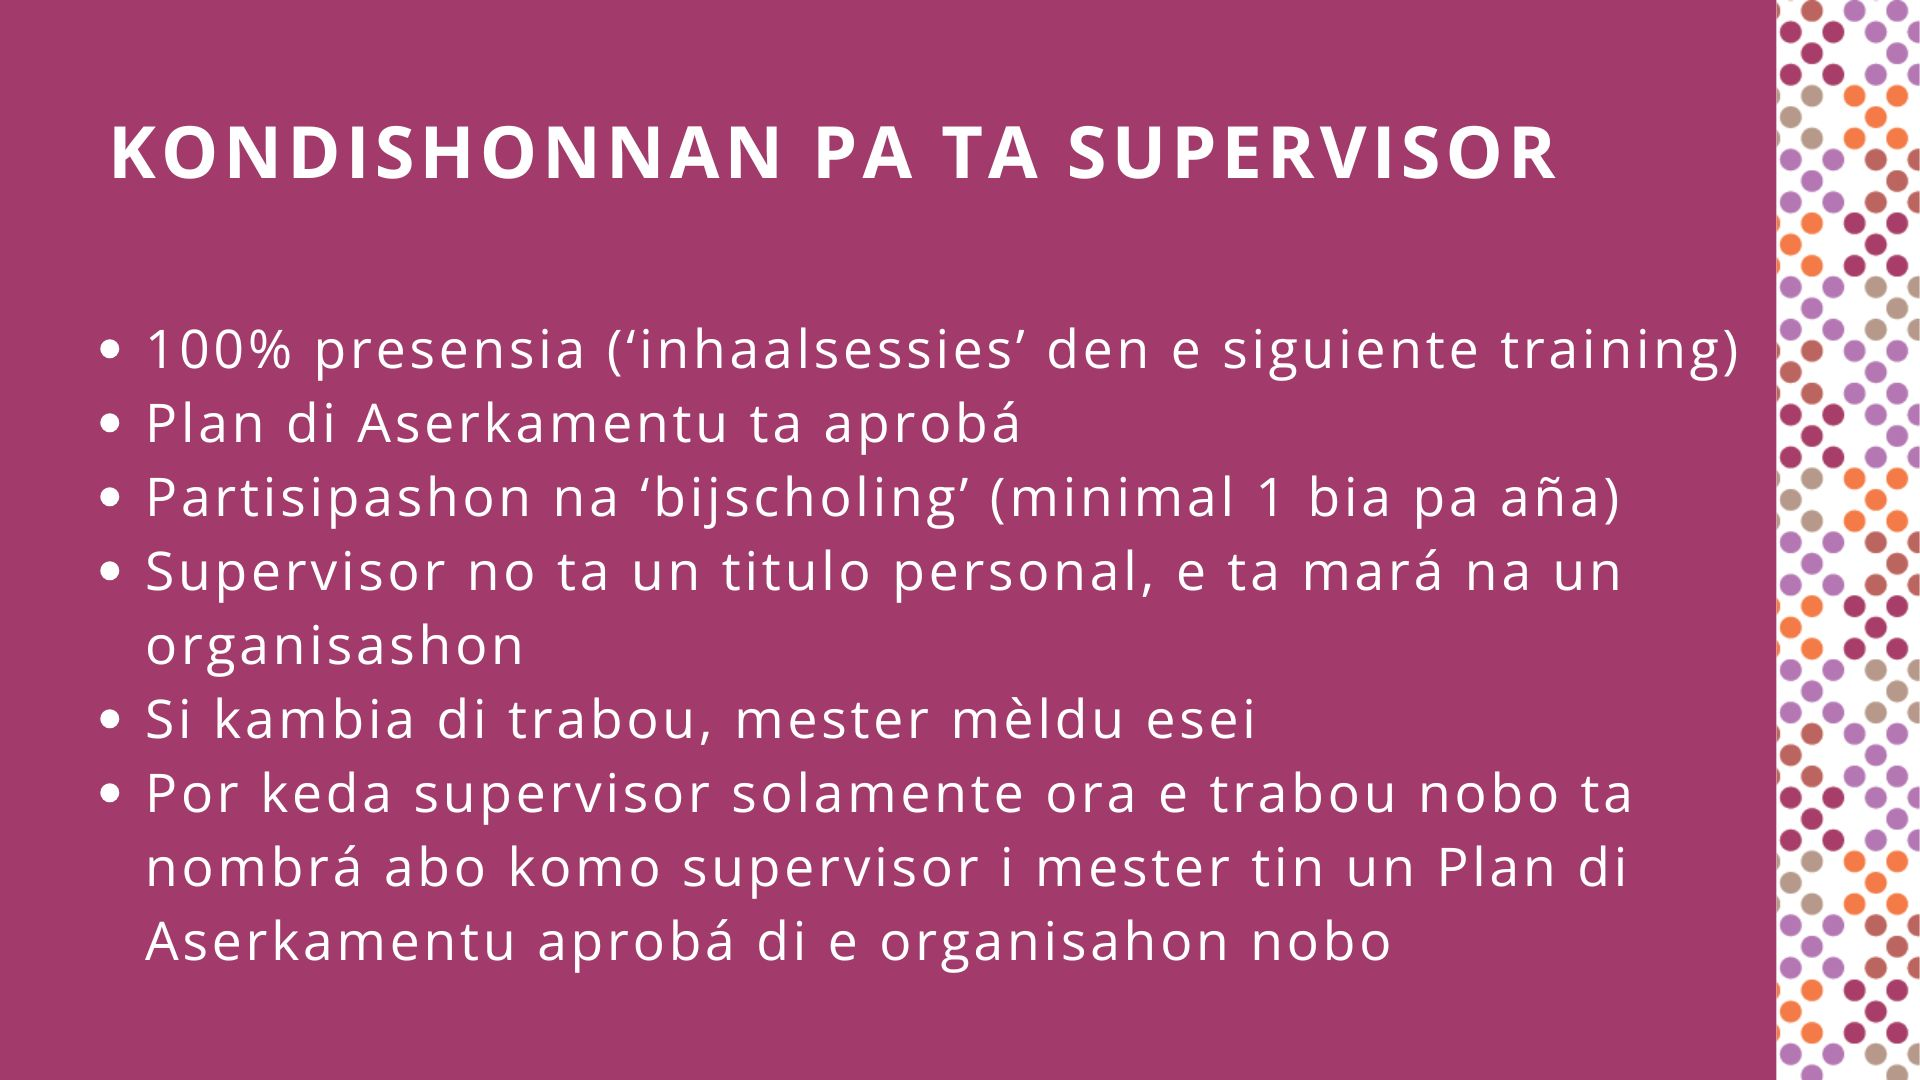 KONDISHONNAN PA TA SUPERVISOR
• 100% presensia (‘inhaalsessies’ den e siguiente training)
• Plan di Aserkamentu ta aprobá
• Partisipashon na ‘bijscholing’ (minimal 1 bia pa aña)
• Supervisor no ta un titulo personal, e ta mará na un
organisashon
• Si kambia di trabou, mester mèldu esei
• Por keda supervisor solamente ora e trabou nobo ta
nombrá abo komo supervisor i mester tin un Plan di
Aserkamentu aprobá di e organisahon nobo